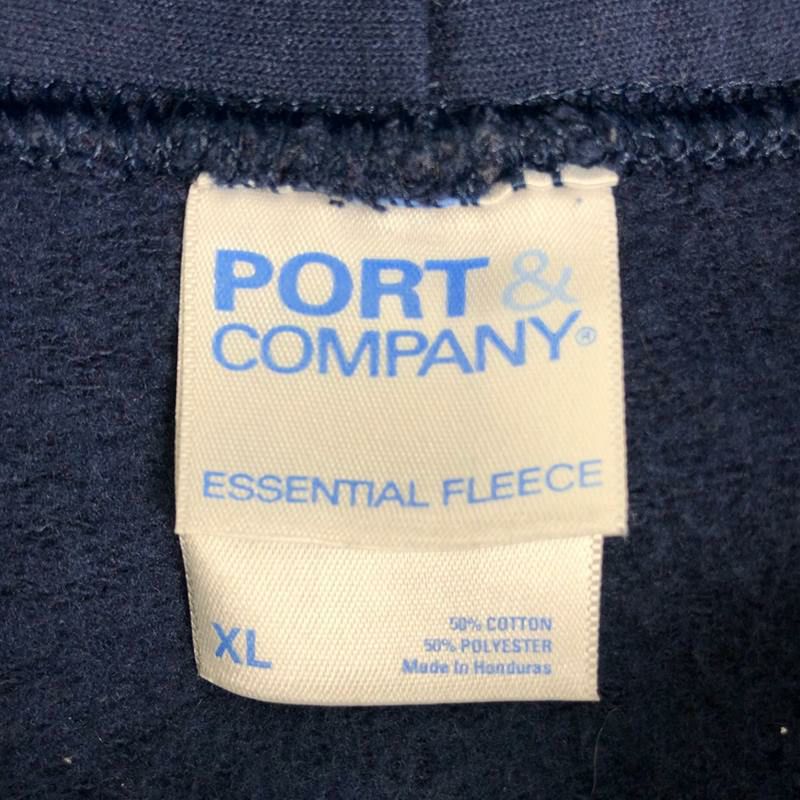 PORT &
COMPANY®
ESSENTIAL FLEECE
XL
50% COTTON
50% POLYESTER
Made In Honduras